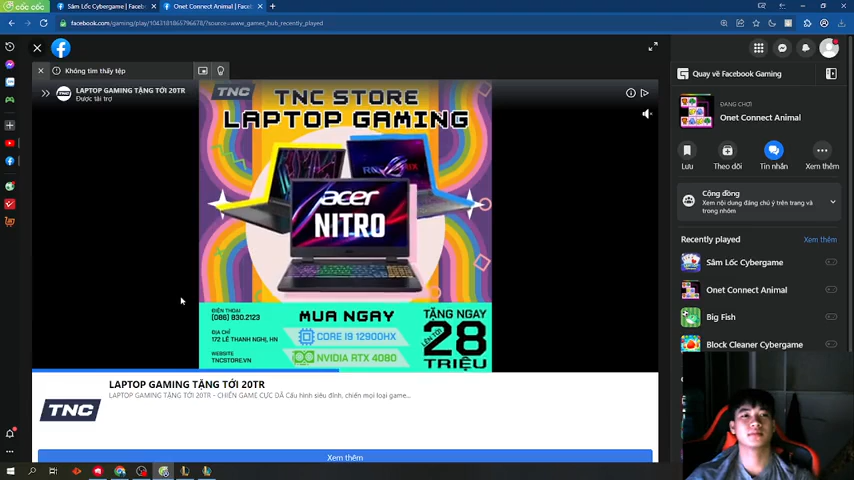 CỐC CỐC
Sâm Lốc Cybergame | Facebook
Onet Connect Animal | Faceb
facebook.com/gaming/play/1043181865796678/?source=www_games_hub_recently_played
Không tìm thấy tệp
LAPTOP GAMING TẶNG TỚI 20TR
Được tài trợ
TNC
TNC STORE
LAPTOP GAMING
ROG
acer
NITRO
ĐIỆN THOẠI
(086) 830.2123
ĐỊA CHỈ
172 LÊ THANH NGHỊ, HN
WEBSITE
TNCSTORE.VN
MUA NGAY
CORE I9 12900HX
NVIDIA RTX 4080
TẶNG NGAY
LÊN TỚI
28
TRIỆU
TNC
LAPTOP GAMING TẶNG TỚI 20TR
LAPTOP GAMING TẶNG TỚI 20TR - CHIẾN GAME CỰC DÃ Cấu hình siêu đỉnh, chiến mọi loại game...
Xem thêm
Quay về Facebook Gaming
ĐANG CHƠI
Onet Connect Animal
Lưu
Theo dõi
Tin nhắn
Xem thêm
Cộng đồng
Xem nội dung đáng chú ý trên trang và
trong nhóm
Recently played
Xem thêm
Sâm Lốc Cybergame
Onet Connect Animal
Big Fish
Block Cleaner Cybergame